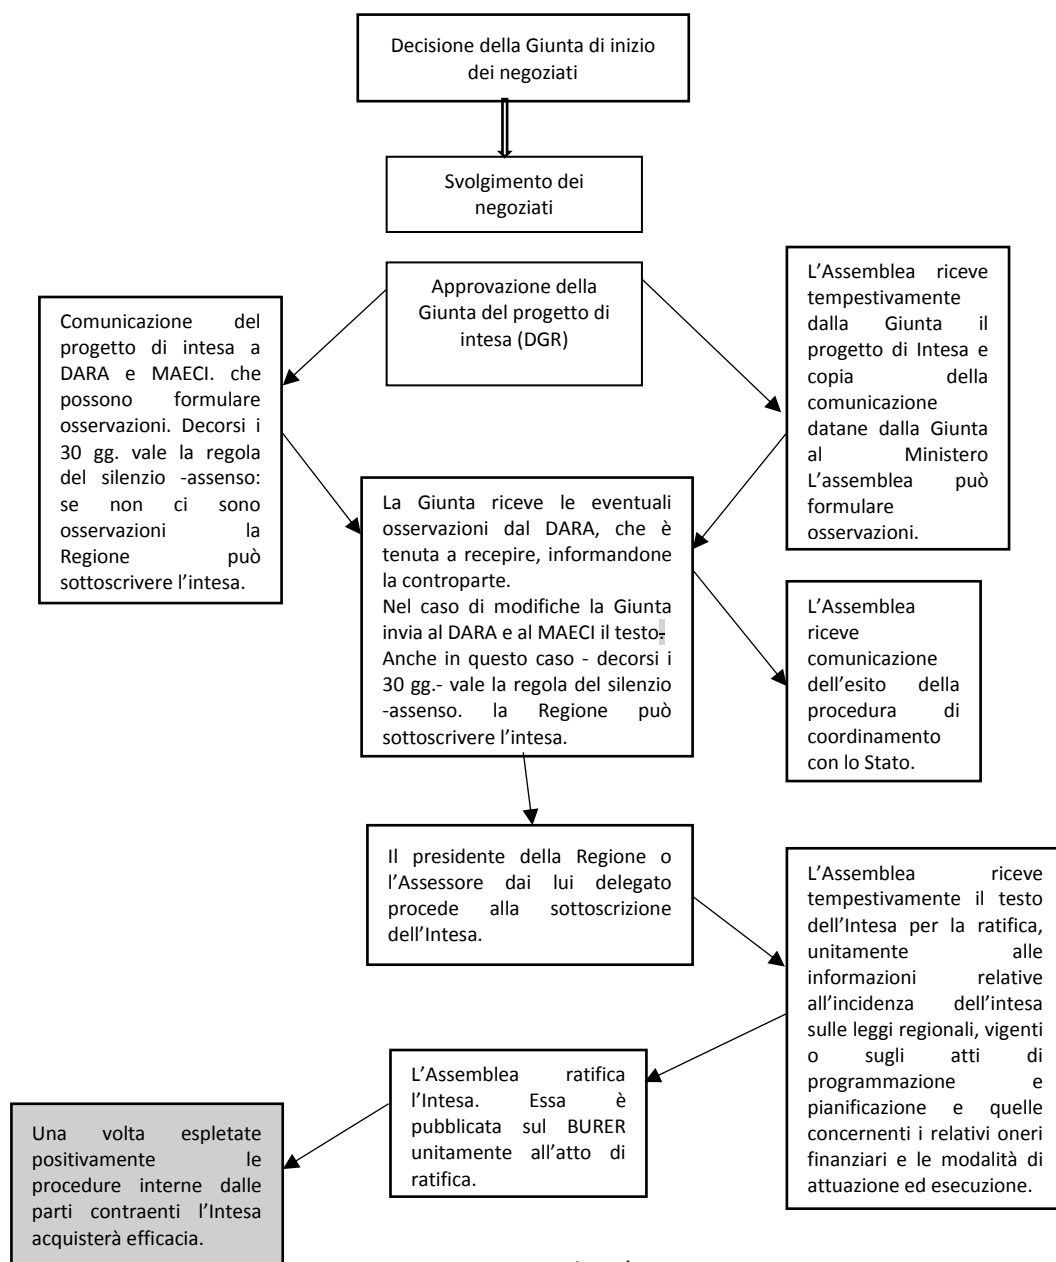 Decisione della Giunta di inizio
dei negoziati
Svolgimento dei
negoziati
Approvazione della
Giunta del progetto di
intesa (DGR)
Comunicazione del
progetto di intesa a
DARA e MAECI. che
possono formulare
osservazioni. Decorsi i
30 gg. vale la regola
del silenzio -assenso:
se non ci sono
osservazioni la
Regione può
sottoscrivere l’intesa.
L’Assemblea riceve
tempestivamente
dalla Giunta il
progetto di Intesa e
copia della
comunicazione
datane dalla Giunta
al Ministero
L’assemblea può
formulare
osservazioni.
La Giunta riceve le eventuali
osservazioni dal DARA, che è
tenuta a recepire, informandone
la controparte.
Nel caso di modifiche la Giunta
invia al DARA e al MAECI il testo.
Anche in questo caso - decorsi i
30 gg.- vale la regola del silenzio
-assenso. la Regione può
sottoscrivere l’intesa.
L’Assemblea
riceve
comunicazione
dell’esito della
procedura di
coordinamento
con lo Stato.
Il presidente della Regione o
l’Assessore dai lui delegato
procede alla sottoscrizione
dell’Intesa.
L’Assemblea riceve
tempestivamente il testo
dell’Intesa per la ratifica,
unitamente alle
informazioni relative
all’incidenza dell’intesa
sulle leggi regionali, vigenti
o sugli atti di
programmazione e
pianificazione e quelle
concernenti i relativi oneri
finanziari e le modalità di
attuazione ed esecuzione.
L’Assemblea ratifica
l’Intesa. Essa è
pubblicata sul BURER
unitamente all’atto di
ratifica.
Una volta espletate
positivamente le
procedure interne dalle
parti contraenti l’Intesa
acquisterà efficacia.